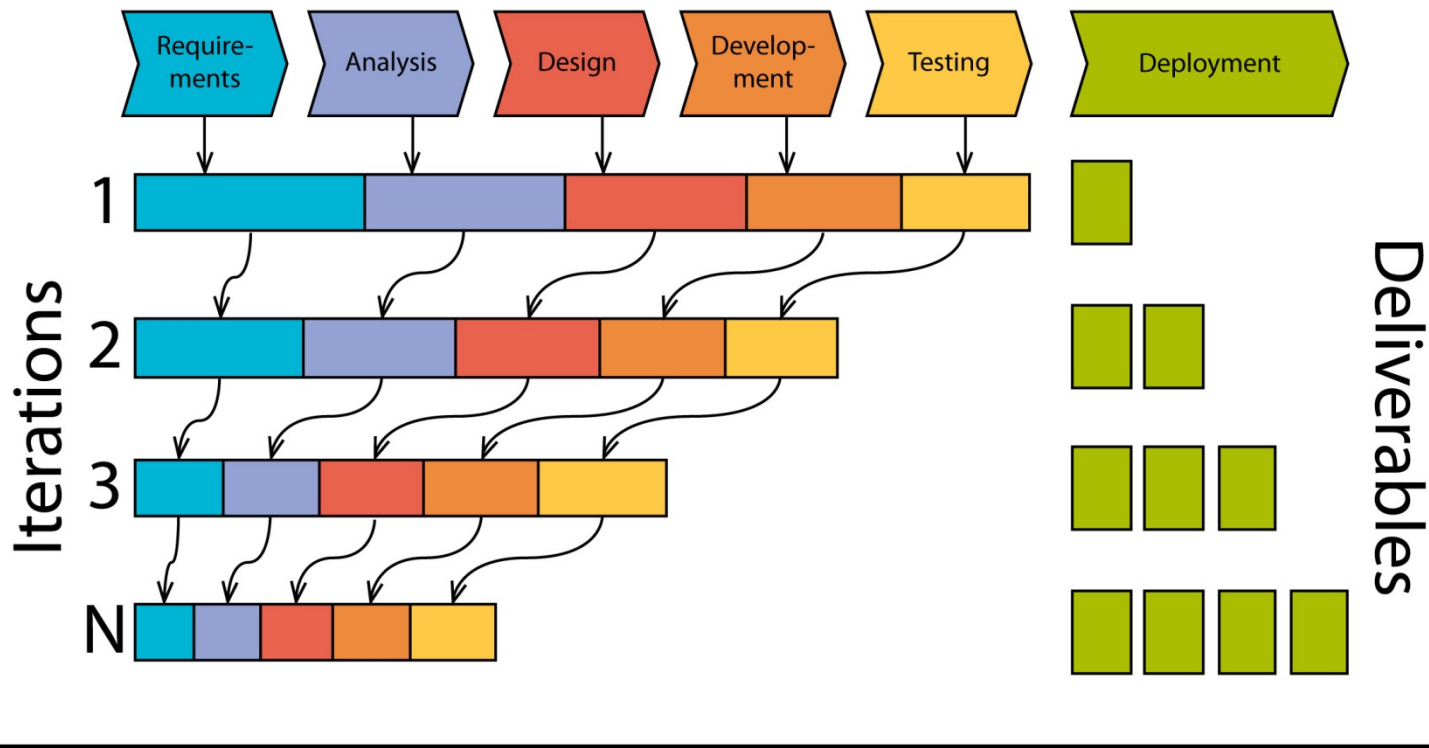 Require-
ments
Analysis
Design
Develop-
ment
Testing
Deployment
1
2
3
N
Iterations
Deliverables